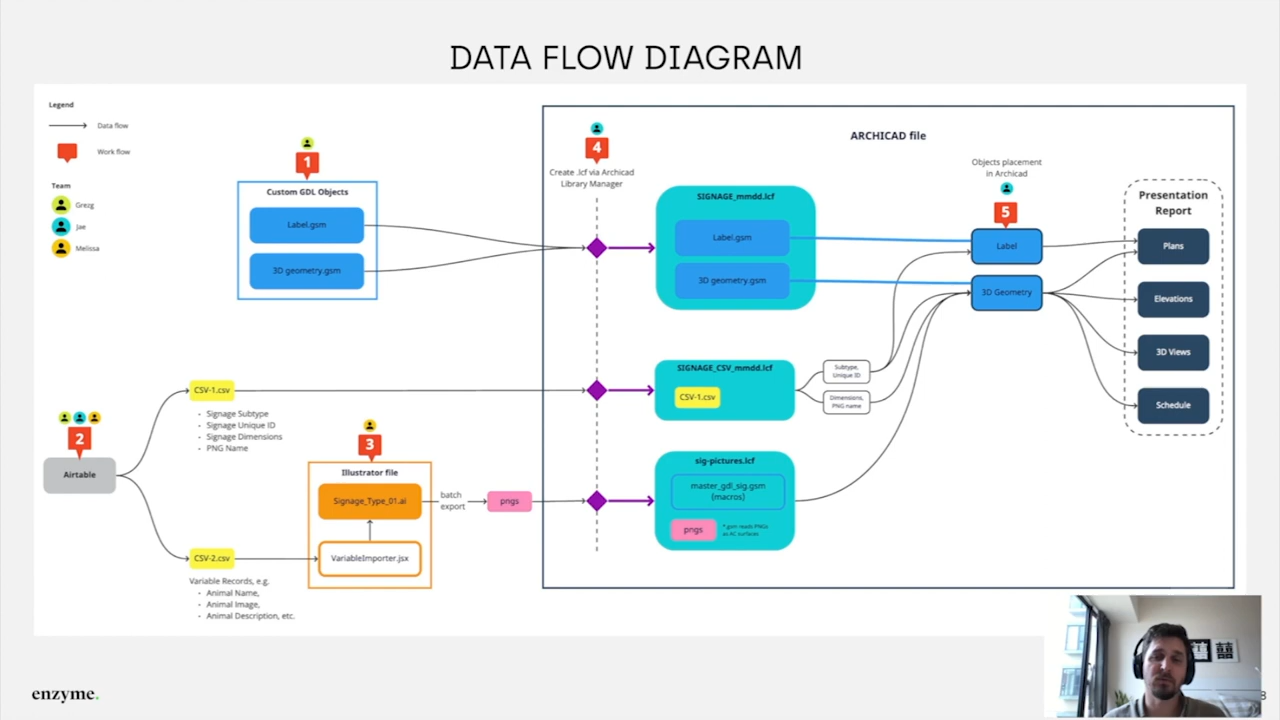 DATA FLOW DIAGRAM
Legend
Data flow
Work flow
Team
Grezg
Jae
Melissa
1
Custom GDL Objects
Label.gsm
3D geometry.gsm
2
Airtable
CSV-1.csv
• Signage Subtype
• Signage Unique ID
• Signage Dimensions
• PNG Name
CSV-2.csv
Variable Records, e.g.
• Animal Name,
• Animal Image,
• Animal Description, etc.
3
Illustrator file
Signage_Type_01.ai
VariableImporter.jsx
batch
export
pngs
ARCHICAD file
4
Create .lcf via Archicad
Library Manager
SIGNAGE_mmdd.lcf
Label.gsm
3D geometry.gsm
SIGNAGE_CSV_mmdd.lcf
CSV-1.csv
Subtype,
Unique ID
Dimensions,
PNG name
sig-pictures.lcf
master_gdl_sig.gsm
(macros)
pngs
* gsm reads PNGs
as AC surfaces
Objects placement
in Archicad
5
Label
3D Geometry
Presentation
Report
Plans
Elevations
3D Views
Schedule
enzyme.